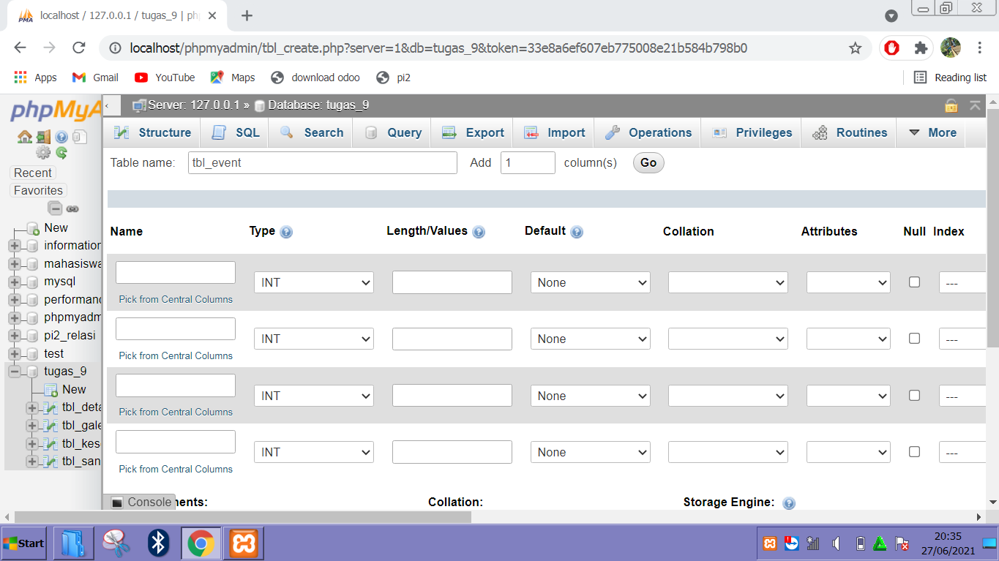 localhost / 127.0.0.1 / tugas_9 | ph
localhost/phpmyadmin/tbl_create.php?server=1&db=tugas_9&token=33e8a6ef607eb775008e21b584b798b0
Apps Gmail YouTube Maps download odoo pi2 Reading list
phpMyA
Server: 127.0.0.1 » Database: tugas_9
Structure SQL Search Query Export Import Operations Privileges Routines More
Recent
Favorites
New
information
mahasiswa
mysql
performanc
phpmyadm
pi2_relasi
test
tugas_9
New
tbl_deta
tbl_gale
tbl_kes
tbl_san
Table name: tbl_event Add 1 column(s) Go
Name Type Length/Values Default Collation Attributes Null Index
INT None ---
Pick from Central Columns
INT None ---
Pick from Central Columns
INT None ---
Pick from Central Columns
INT None ---
Pick from Central Columns
Console nents: Collation: Storage Engine:
Start
20:35
27/06/2021